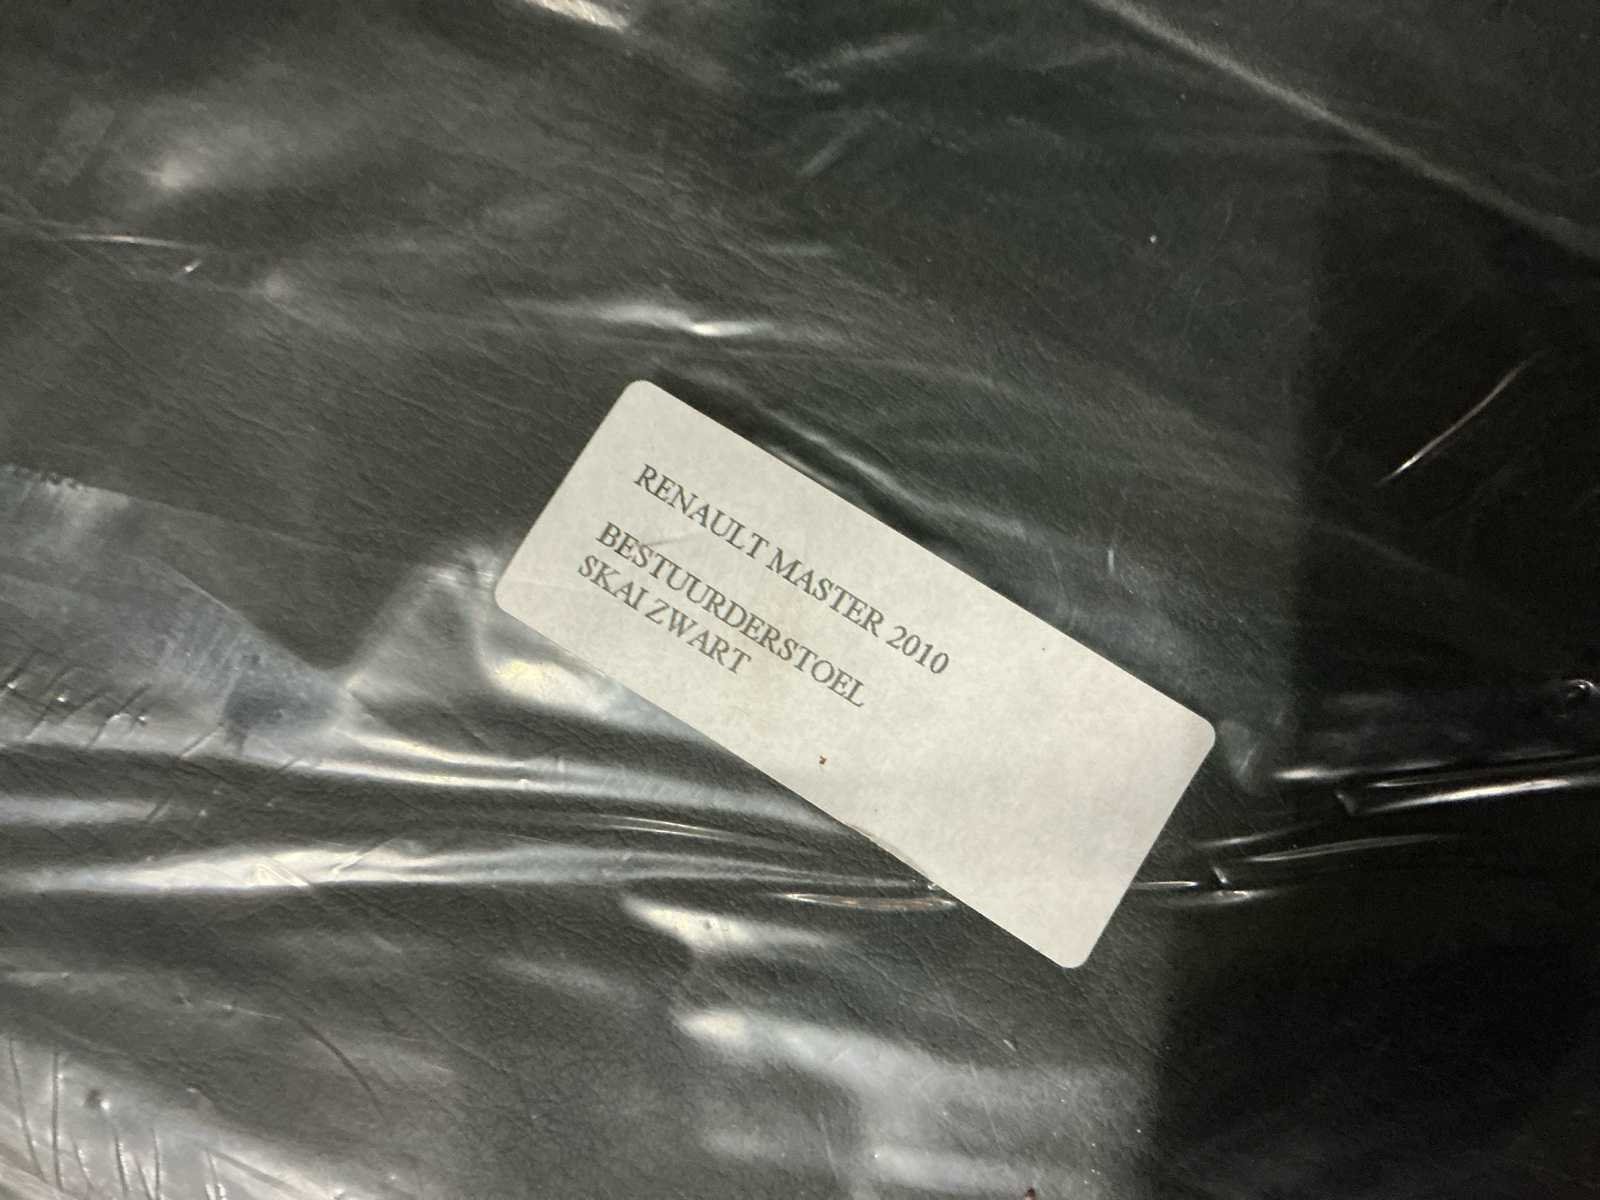 RENAULT MASTER 2010
BESTUURDERSTOEL
SKAI ZWART